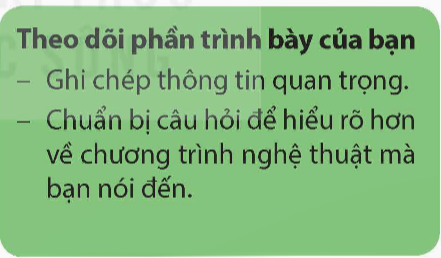 Theo dõi phần trình bày của bạn
– Ghi chép thông tin quan trọng.
– Chuẩn bị câu hỏi để hiểu rõ hơn
về chương trình nghệ thuật mà
bạn nói đến.